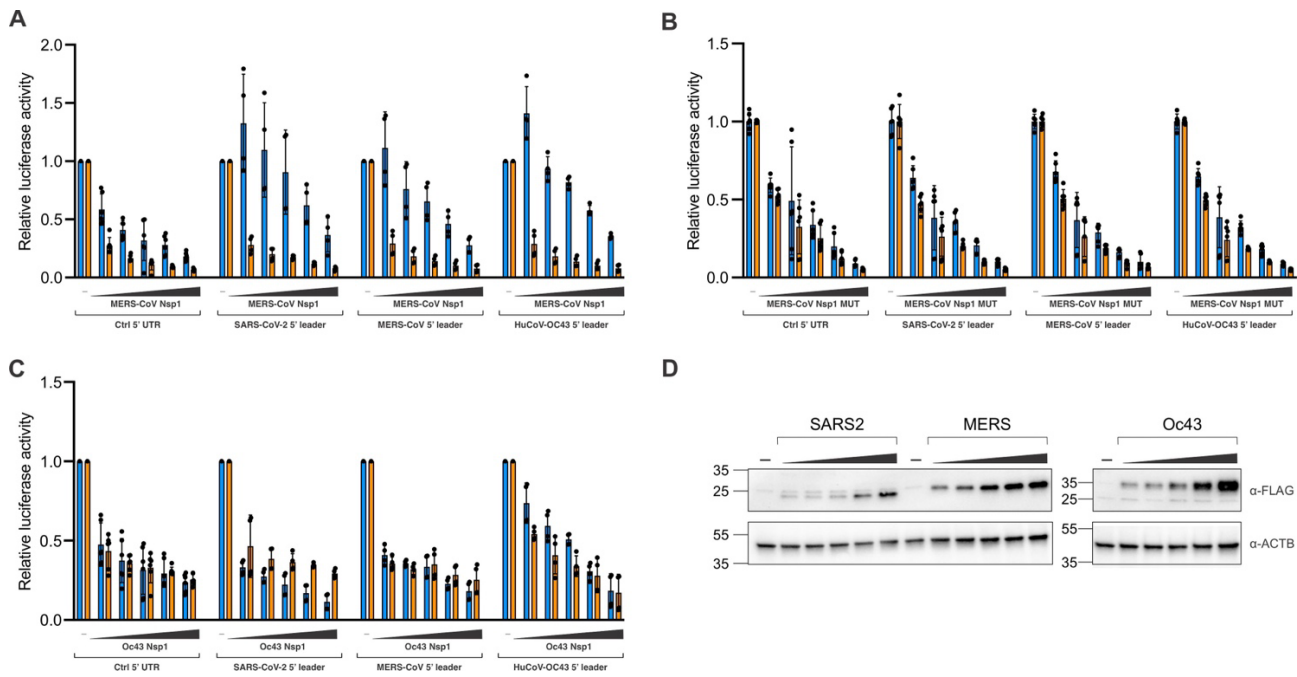 A
Relative luciferase activity
2.0
1.5
1.0
0.5
0.0
–
MERS-CoV Nsp1
MERS-CoV Nsp1
MERS-CoV Nsp1
MERS-CoV Nsp1
Ctrl 5' UTR
SARS-CoV-2 5' leader
MERS-CoV 5' leader
HuCoV-OC43 5' leader
B
Relative luciferase activity
1.5
1.0
0.5
0.0
–
MERS-CoV Nsp1 MUT
MERS-CoV Nsp1 MUT
MERS-CoV Nsp1 MUT
MERS-CoV Nsp1 MUT
Ctrl 5' UTR
SARS-CoV-2 5' leader
MERS-CoV 5' leader
HuCoV-OC43 5' leader
C
Relative luciferase activity
1.5
1.0
0.5
0.0
–
Oc43 Nsp1
Oc43 Nsp1
Oc43 Nsp1
Oc43 Nsp1
Ctrl 5' UTR
SARS-CoV-2 5' leader
MERS-CoV 5' leader
HuCoV-OC43 5' leader
D
SARS2
MERS
Oc43
35
25
35
25
α-FLAG
55
35
55
35
α-ACTB